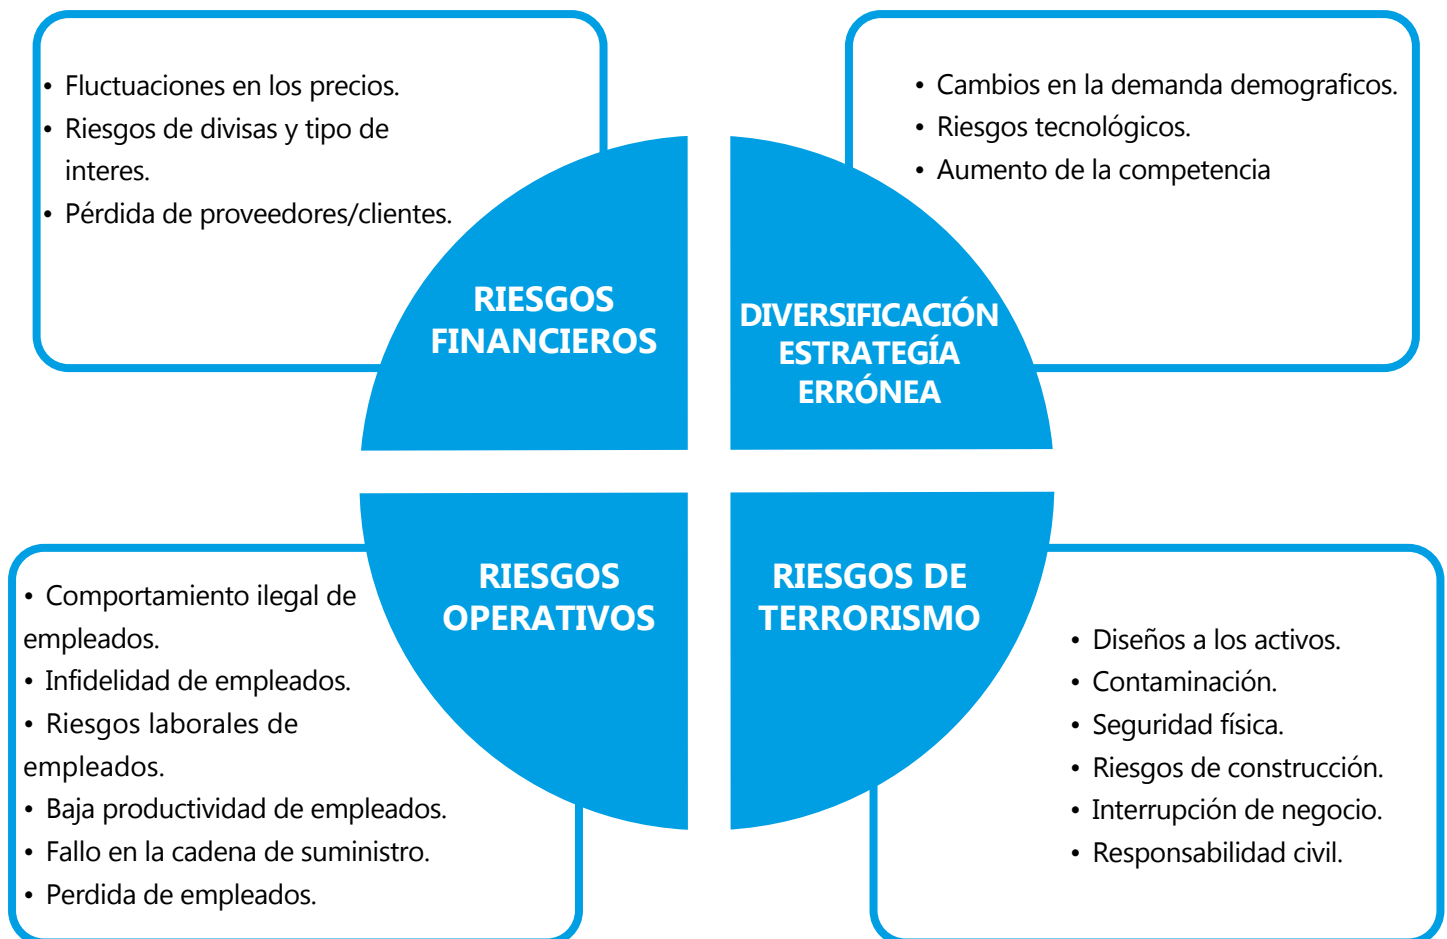 • Fluctuaciones en los precios.
• Riesgos de divisas y tipo de
interes.
• Pérdida de proveedores/clientes.
RIESGOS
FINANCIEROS
• Cambios en la demanda demograficos.
• Riesgos tecnológicos.
• Aumento de la competencia
DIVERSIFICACIÓN
ESTRATEGÍA
ERRÓNEA
• Comportamiento ilegal de
empleados.
• Infidelidad de empleados.
• Riesgos laborales de
empleados.
• Baja productividad de empleados.
• Fallo en la cadena de suministro.
• Perdida de empleados.
RIESGOS
OPERATIVOS
RIESGOS DE
TERRORISMO
• Diseños a los activos.
• Contaminación.
• Seguridad física.
• Riesgos de construcción.
• Interrupción de negocio.
• Responsabilidad civil.